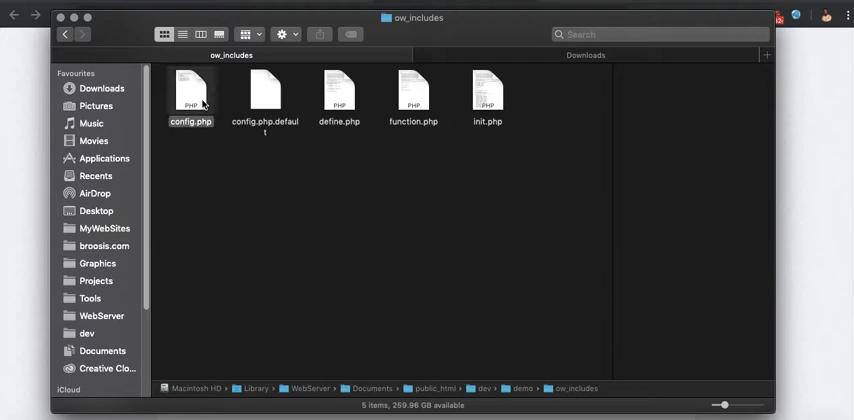 ow_includes
Search
ow_includes
Downloads
Favourites
Downloads
Pictures
Music
Movies
Applications
Recents
AirDrop
Desktop
MyWebSites
broosis.com
Graphics
Projects
Tools
WebServer
dev
Documents
Creative Clo...
iCloud
PHP
config.php
config.php.defaul
t
PHP
define.php
PHP
function.php
PHP
init.php
Macintosh HD › Library › WebServer › Documents › public_html › dev › demo › ow_includes
5 items, 259.96 GB available